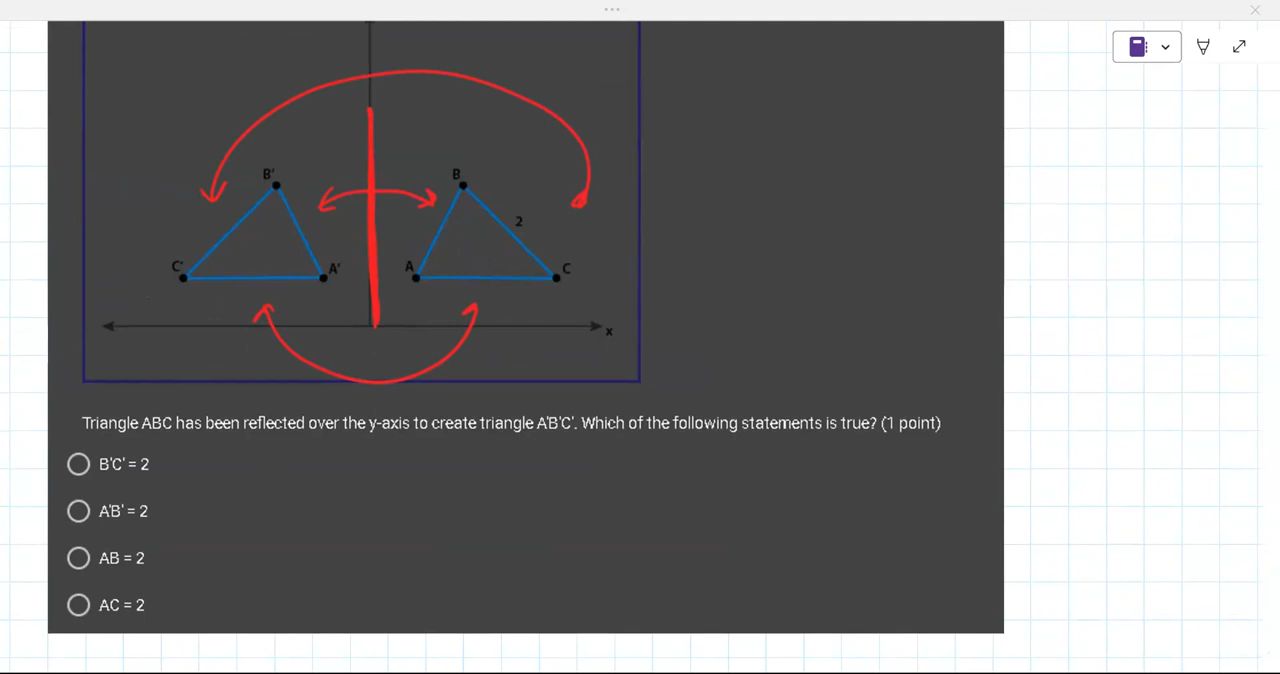 B'
B
2
C'
A'
A
C
x
Triangle ABC has been reflected over the y-axis to create triangle A'B'C'. Which of the following statements is true? (1 point)
B'C' = 2
A'B' = 2
AB = 2
AC = 2